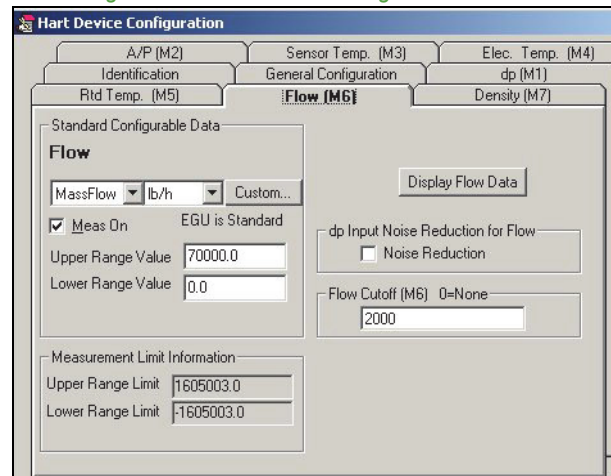 Hart Device Configuration
A/P (M2)
Sensor Temp. (M3)
Elec. Temp. (M4)
Identification
General Configuration
dp (M1)
Rtd Temp. (M5)
Flow (M6)
Density (M7)
Standard Configurable Data
Flow
MassFlow lb/h Custom...
Meas On EGU is Standard
Upper Range Value 70000.0
Lower Range Value 0.0
Measurement Limit Information
Upper Range Limit 1605003.0
Lower Range Limit -1605003.0
Display Flow Data
dp Input Noise Reduction for Flow
Noise Reduction
Flow Cutoff (M6) 0=None
2000